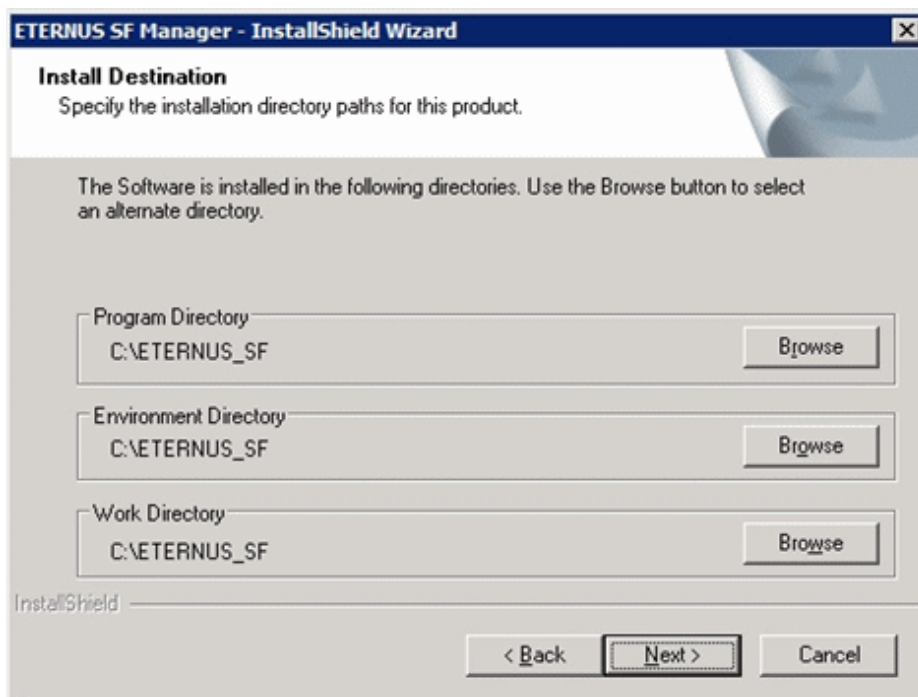 ETERNUS SF Manager - InstallShield Wizard
Install Destination
Specify the installation directory paths for this product.
The Software is installed in the following directories. Use the Browse button to select
an alternate directory.
Program Directory
C:\ETERNUS_SF
Browse
Environment Directory
C:\ETERNUS_SF
Browse
Work Directory
C:\ETERNUS_SF
Browse
InstallShield
< Back Next > Cancel